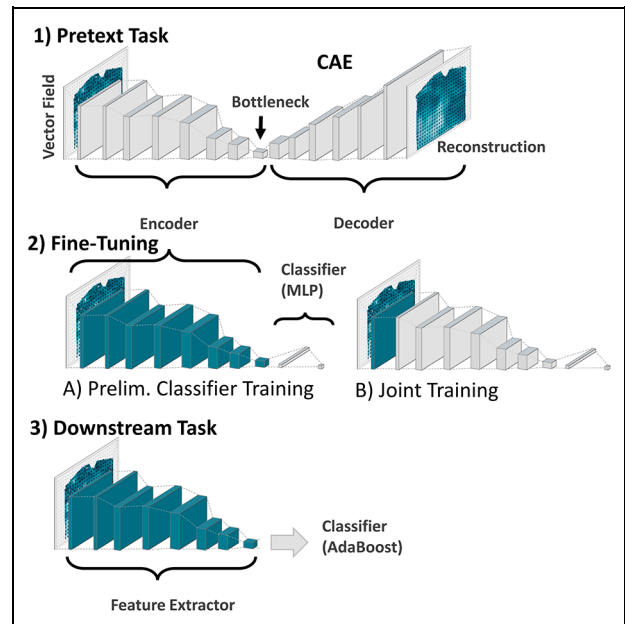 1) Pretext Task
CAE
Vector Field
Bottleneck
Reconstruction
Encoder
Decoder
2) Fine-Tuning
Classifier
(MLP)
A) Prelim. Classifier Training
B) Joint Training
3) Downstream Task
Classifier
(AdaBoost)
Feature Extractor